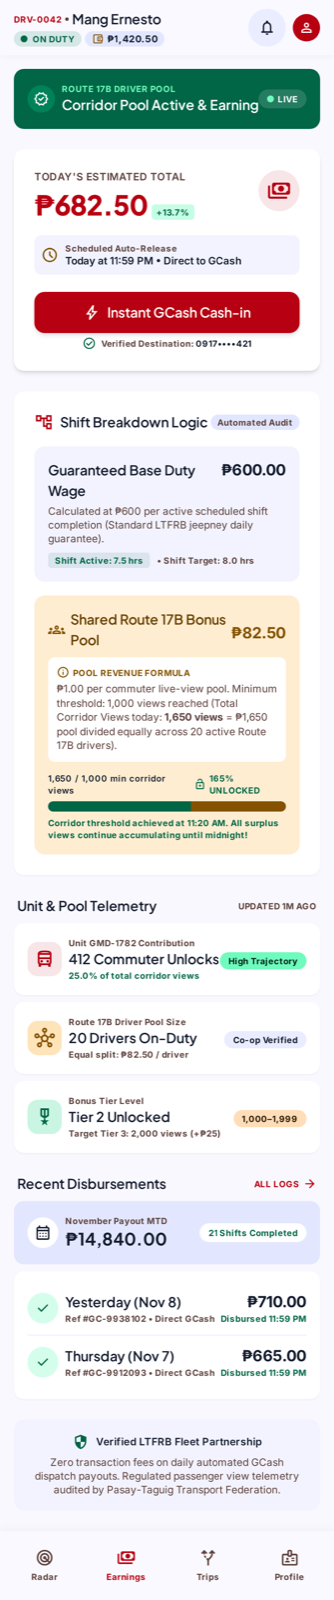 DRV-0042 • Mang Ernesto
ON DUTY ₱1,420.50
ROUTE 17B DRIVER POOL
Corridor Pool Active & Earning
LIVE
TODAY'S ESTIMATED TOTAL
₱682.50 +13.7%
Scheduled Auto-Release
Today at 11:59 PM • Direct to GCash
Instant GCash Cash-in
Verified Destination: 0917••••421
Shift Breakdown Logic
Automated Audit
Guaranteed Base Duty
Wage
₱600.00
Calculated at ₱600 per active scheduled shift
completion (Standard LTFRB jeepney daily
guarantee).
Shift Active: 7.5 hrs • Shift Target: 8.0 hrs
Shared Route 17B Bonus
Pool
₱82.50
POOL REVENUE FORMULA
₱1.00 per commuter live-view pool. Minimum
threshold: 1,000 views reached (Total
Corridor Views today: 1,650 views = ₱1,650
pool divided equally across 20 active Route
17B drivers).
1,650 / 1,000 min corridor
views
165%
UNLOCKED
Corridor threshold achieved at 11:20 AM. All surplus
views continue accumulating until midnight!
Unit & Pool Telemetry
UPDATED 1M AGO
Unit GMD-1782 Contribution
412 Commuter Unlocks
High Trajectory
25.0% of total corridor views
Route 17B Driver Pool Size
20 Drivers On-Duty
Co-op Verified
Equal split: ₱82.50 / driver
Bonus Tier Level
Tier 2 Unlocked
1,000–1,999
Target Tier 3: 2,000 views (+₱25)
Recent Disbursements
ALL LOGS →
November Payout MTD
₱14,840.00
21 Shifts Completed
Yesterday (Nov 8)
₱710.00
Ref #GC-9938102 • Direct GCash
Disbursed 11:59 PM
Thursday (Nov 7)
₱665.00
Ref #GC-9912093 • Direct GCash
Disbursed 11:59 PM
Verified LTFRB Fleet Partnership
Zero transaction fees on daily automated GCash
dispatch payouts. Regulated passenger view telemetry
audited by Pasay-Taguig Transport Federation.
Radar
Earnings
Trips
Profile